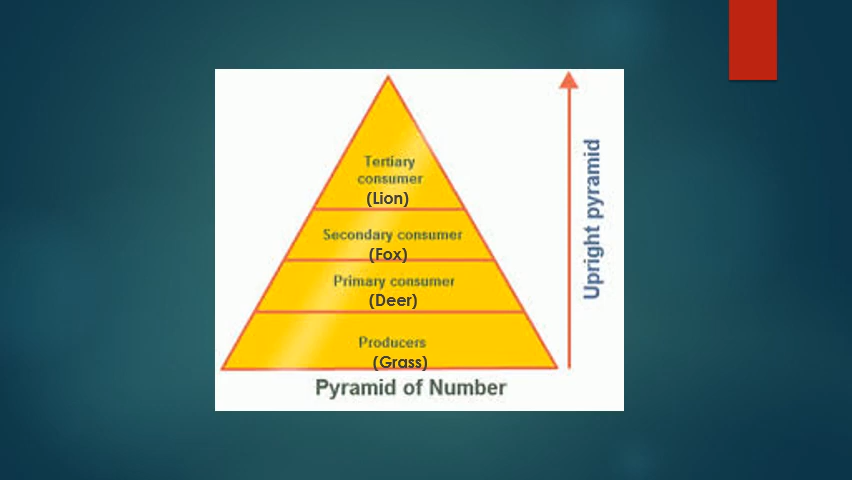 Tertiary
consumer
(Lion)
Secondary consumer
(Fox)
Primary consumer
(Deer)
Producers
(Grass)
Pyramid of Number
Upright pyramid